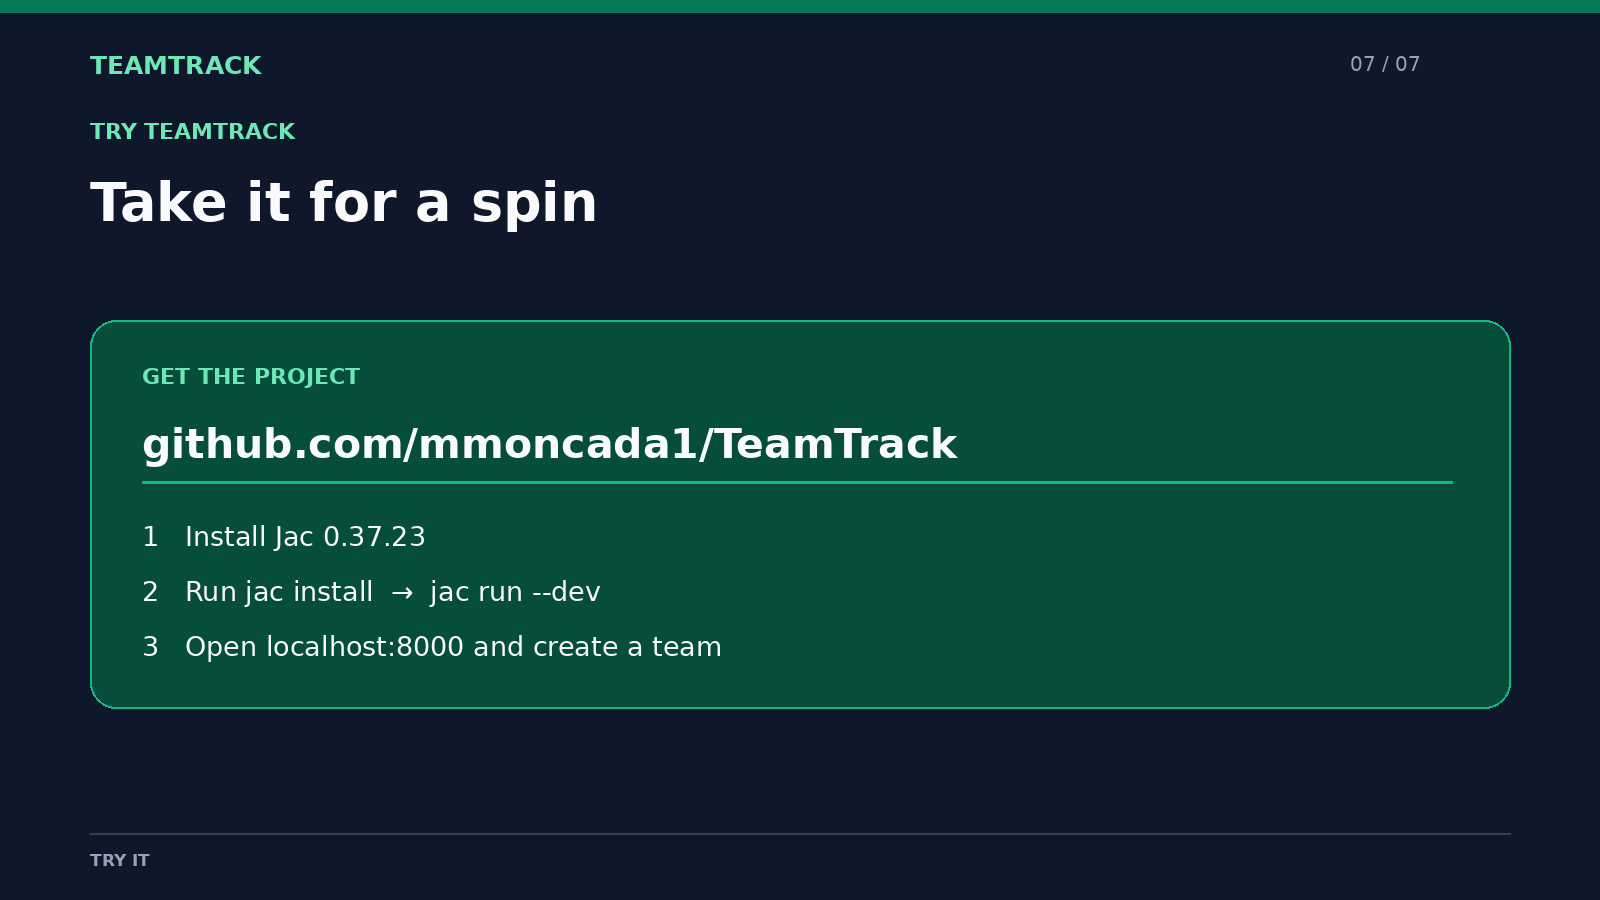 TEAMTRACK
07 / 07
TRY TEAMTRACK
Take it for a spin
GET THE PROJECT
github.com/mmoncada1/TeamTrack
1 Install Jac 0.37.23
2 Run jac install → jac run --dev
3 Open localhost:8000 and create a team
TRY IT